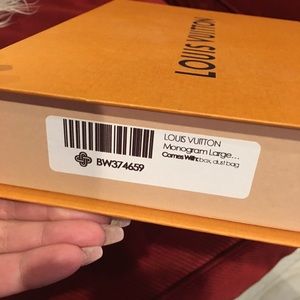 LOUIS VUITTON
LOUIS VUITTON
Monogram Large...
Comes With: box, dust bag
BW374659